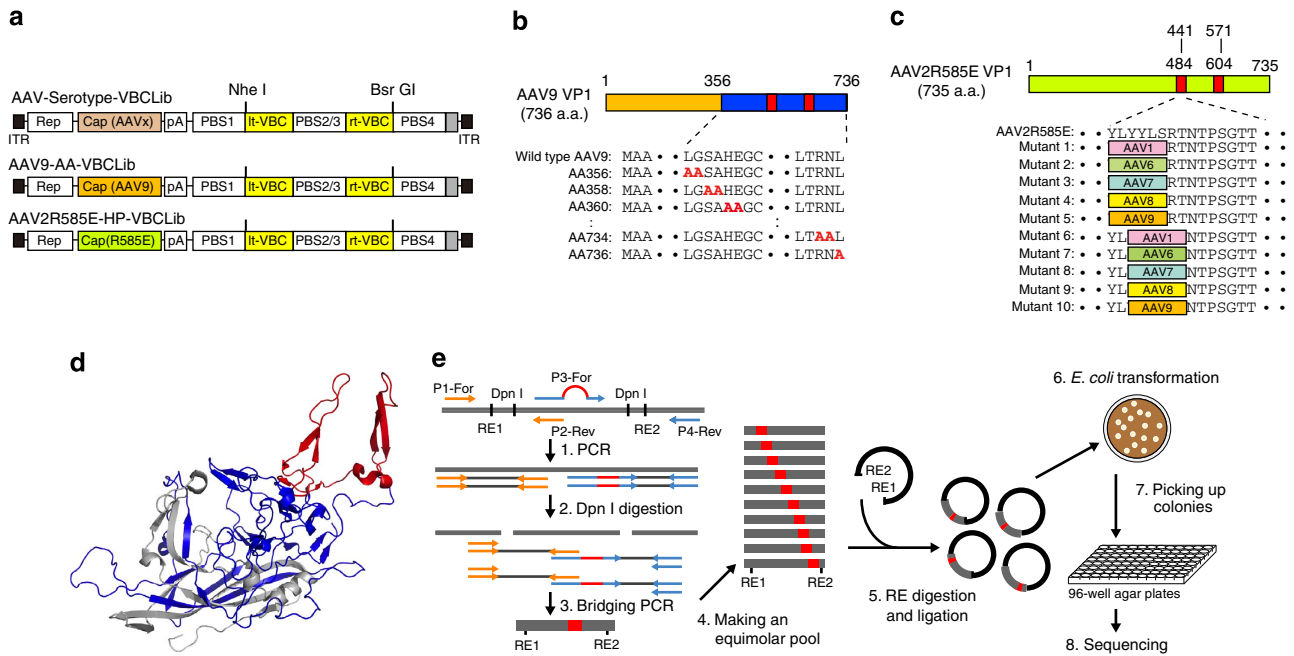 a
AAV-Serotype-VBCLib
Nhe I
Bsr GI
Rep
Cap (AAVx)
pA
PBS1
lt-VBC
PBS2/3
rt-VBC
PBS4
ITR
ITR
AAV9-AA-VBCLib
Rep
Cap (AAV9)
pA
PBS1
lt-VBC
PBS2/3
rt-VBC
PBS4
AAV2R585E-HP-VBCLib
Rep
Cap(R585E)
pA
PBS1
lt-VBC
PBS2/3
rt-VBC
PBS4
b
1 356 736
AAV9 VP1
(736 a.a.)
Wild type AAV9: MAA • • LGSAHEGC • • LTRNL
AA356: MAA • • AASAHEGC • • LTRNL
AA358: MAA • • LGAAHEGC • • LTRNL
AA360: MAA • • LGSAAAGC • • LTRNL
: :
AA734: MAA • • LGSAHEGC • • LTAAL
AA736: MAA • • LGSAHEGC • • LTRNA
c
441 571
1 484 604 735
AAV2R585E VP1
(735 a.a.)
AAV2R585E: • • YLYYLSRTNTPSGTT • •
Mutant 1: • • AAV1 RTNTPSGTT • •
Mutant 2: • • AAV6 RTNTPSGTT • •
Mutant 3: • • AAV7 RTNTPSGTT • •
Mutant 4: • • AAV8 RTNTPSGTT • •
Mutant 5: • • AAV9 RTNTPSGTT • •
Mutant 6: • • YL AAV1 NTPSGTT • •
Mutant 7: • • YL AAV6 NTPSGTT • •
Mutant 8: • • YL AAV7 NTPSGTT • •
Mutant 9: • • YL AAV8 NTPSGTT • •
Mutant 10: • • YL AAV9 NTPSGTT • •
d
e
P1-For
Dpn I
P3-For
Dpn I
RE1
P2-Rev
RE2
P4-Rev
1. PCR
2. Dpn I digestion
3. Bridging PCR
RE1
RE2
4. Making an
equimolar pool
RE1
RE2
RE2
RE1
5. RE digestion
and ligation
6. E. coli transformation
7. Picking up
colonies
96-well agar plates
8. Sequencing